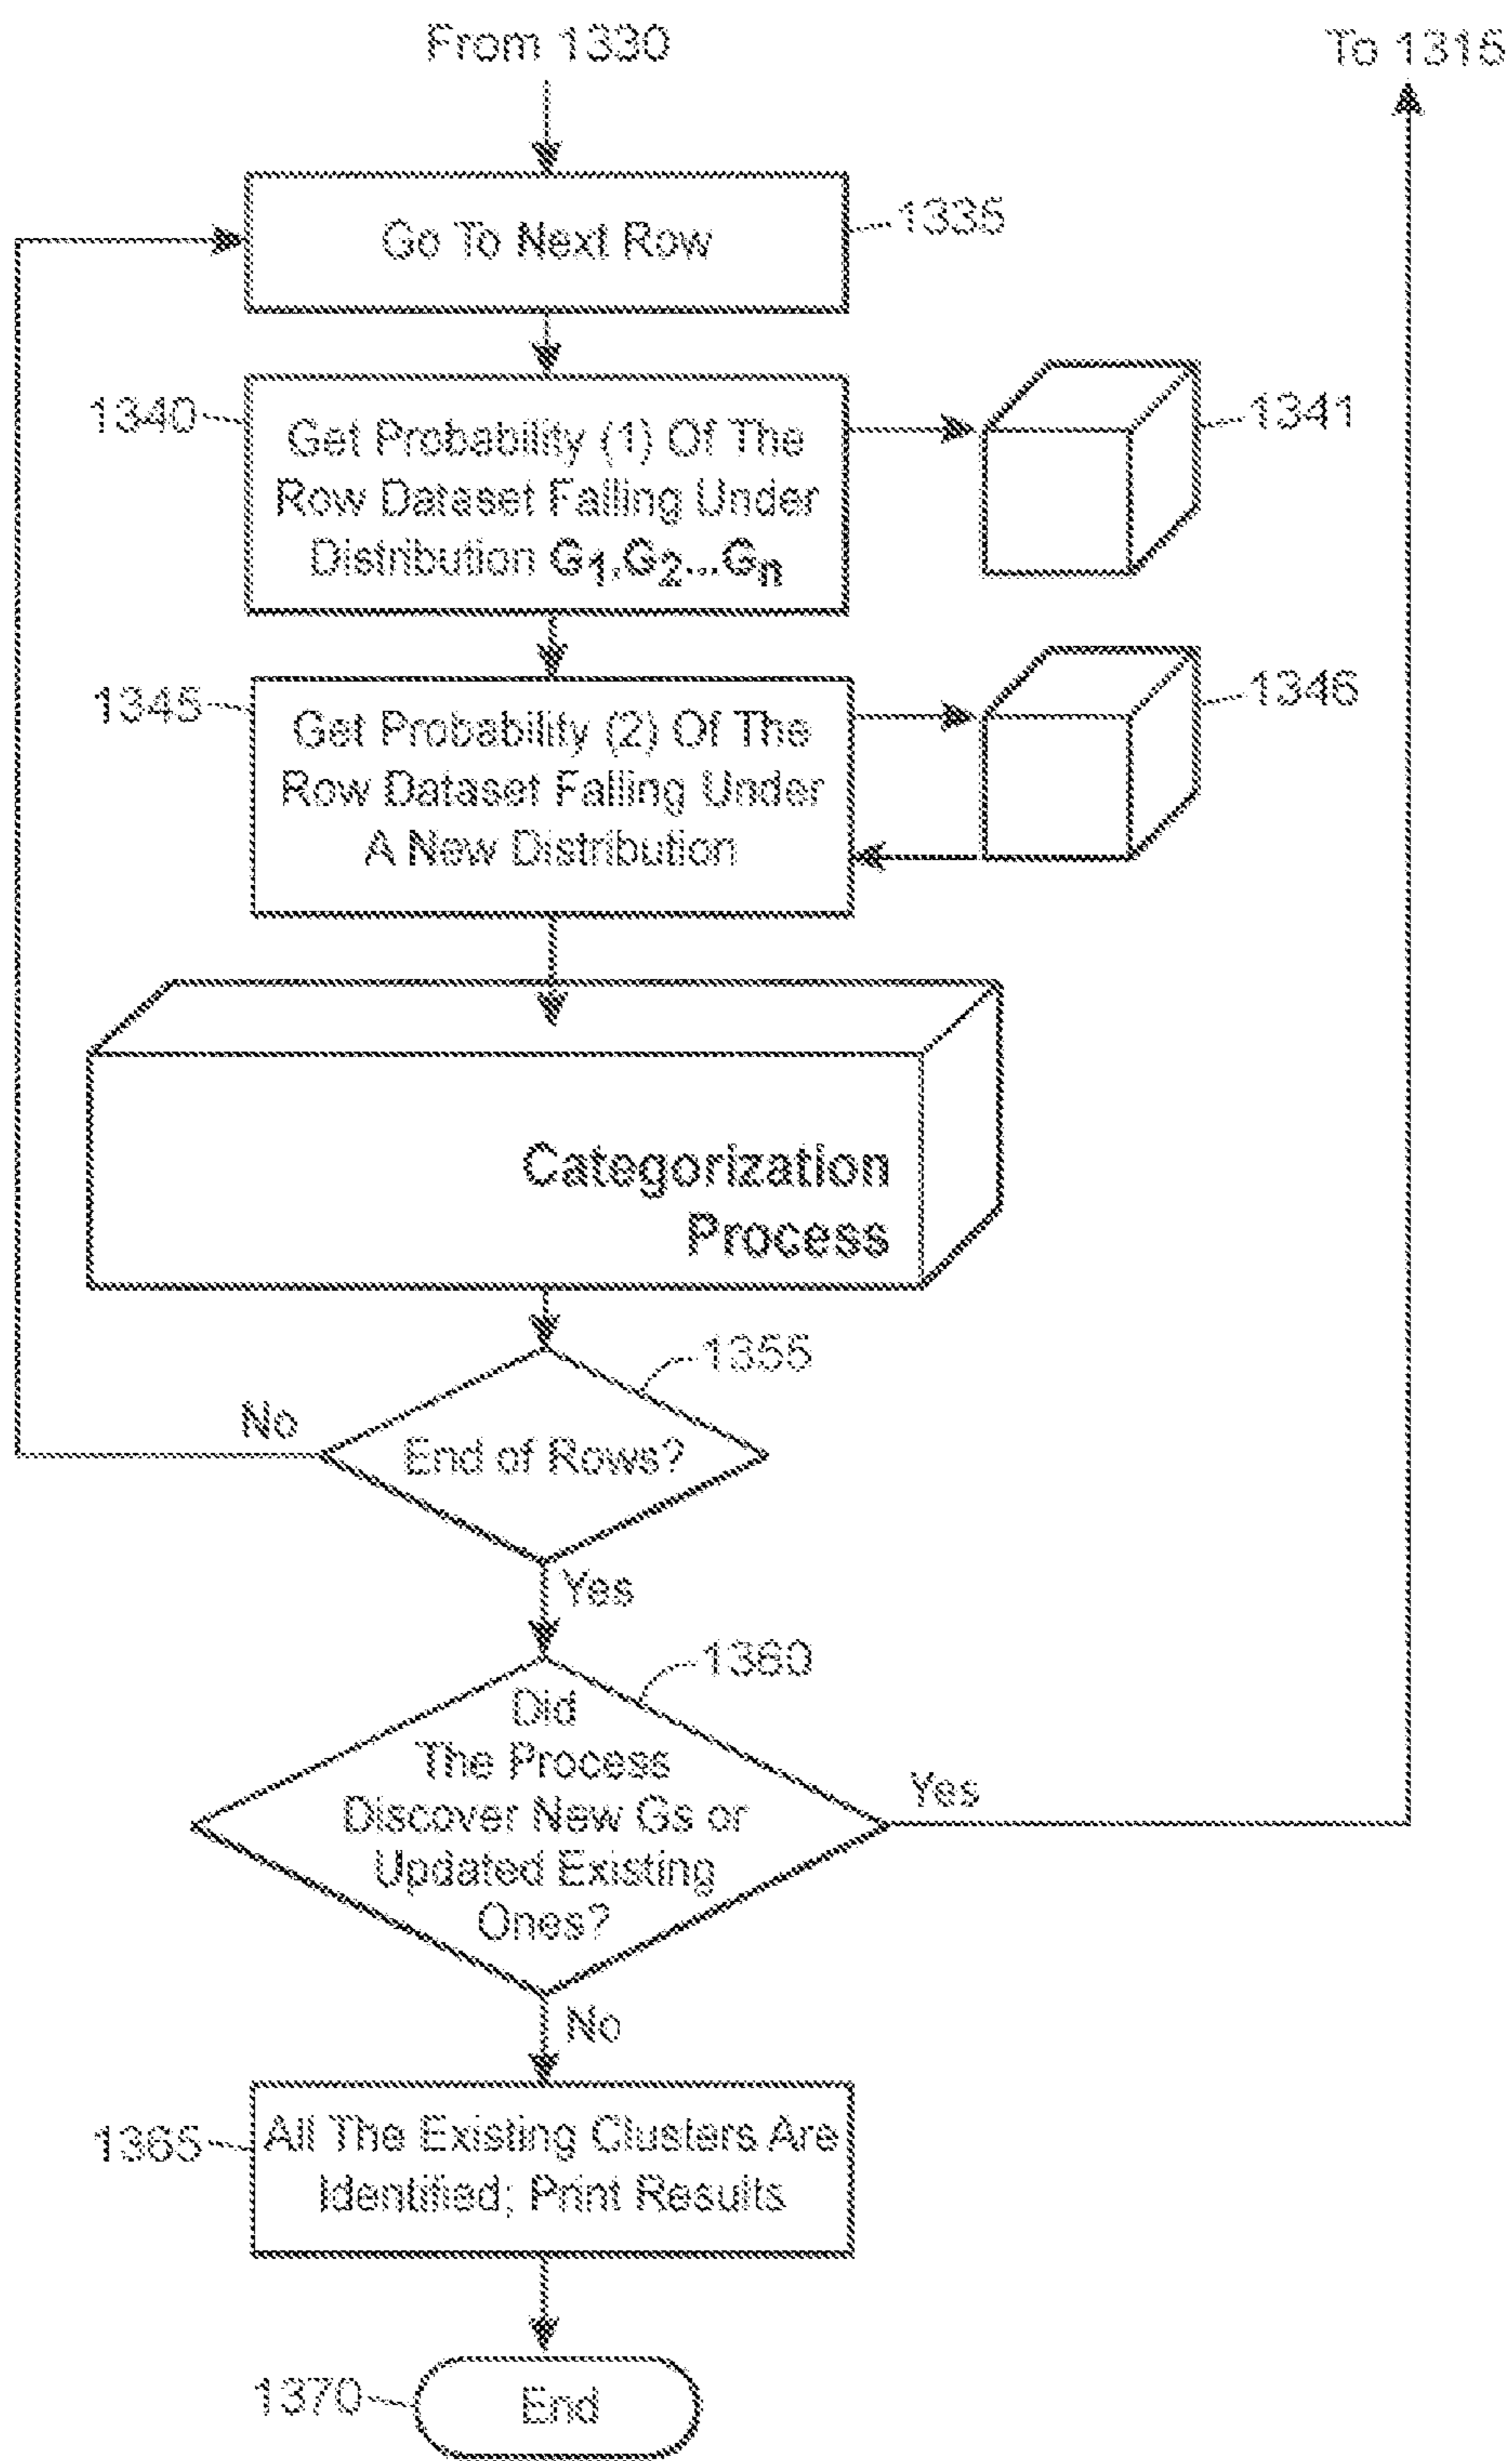 From 1330
To 1315
Go To Next Row
1335
1340
Get Probability (1) Of The
Row Dataset Falling Under
Distribution G1,G2...Gn
1341
1345
Get Probability (2) Of The
Row Dataset Falling Under
A New Distribution
1346
Categorization
Process
1355
No
End of Rows?
Yes
1360
Did
The Process
Discover New Gs or
Updated Existing
Ones?
Yes
No
1365
All The Existing Clusters Are
Identified; Print Results
1370
End